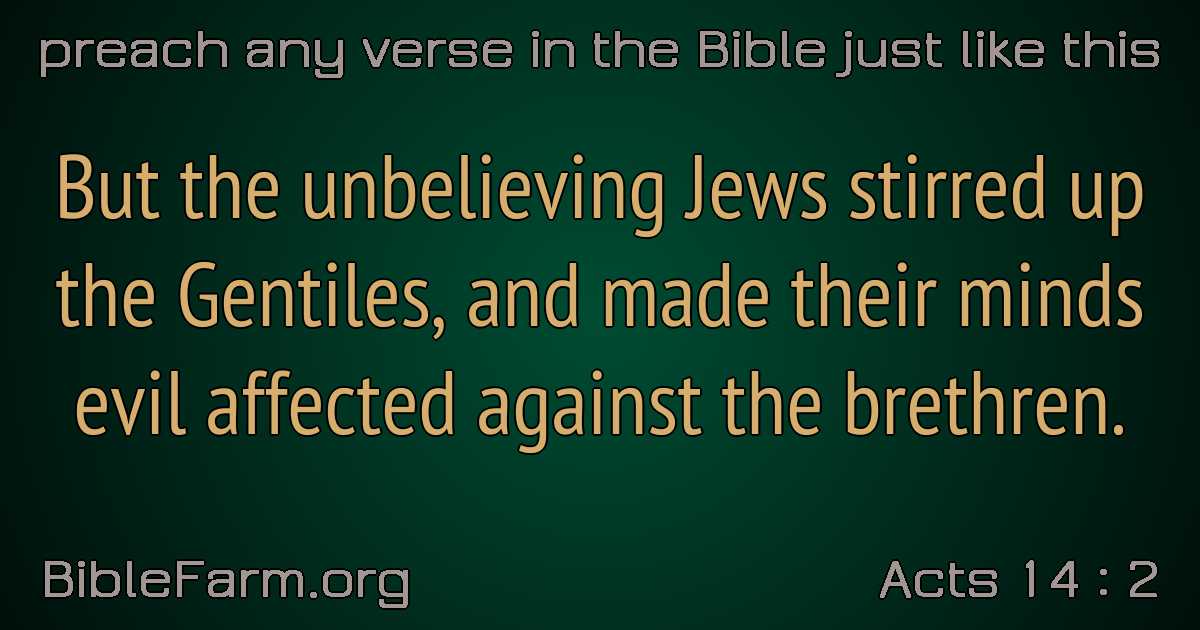 preach any verse in the Bible just like this
But the unbelieving Jews stirred up
the Gentiles, and made their minds
evil affected against the brethren.
BibleFarm.org
Acts 14 : 2